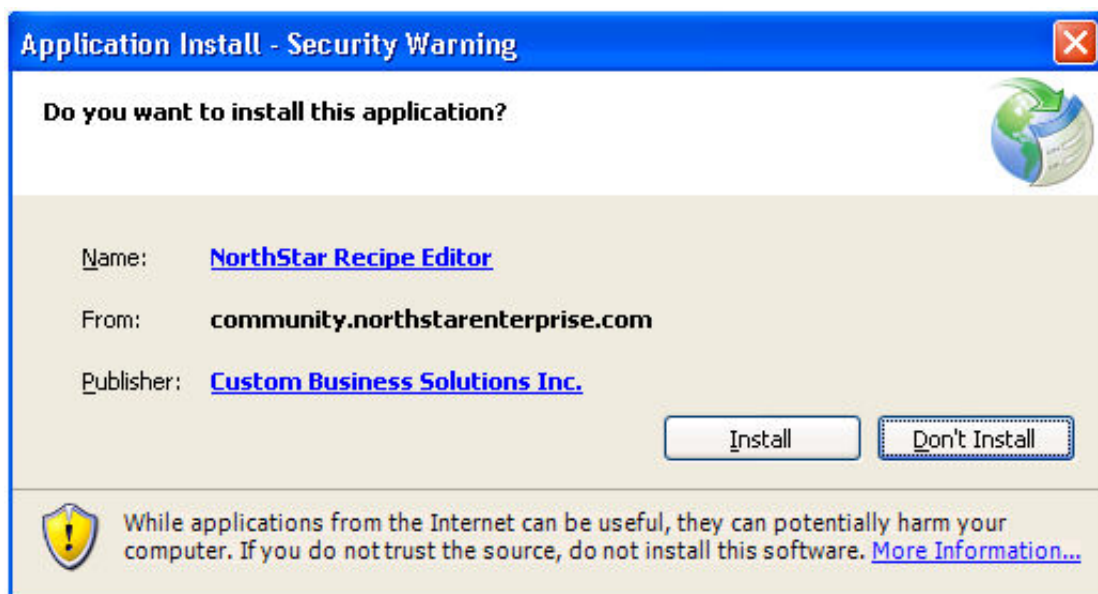 Application Install - Security Warning
Do you want to install this application?
Name: NorthStar Recipe Editor
From: community.northstarenterprise.com
Publisher: Custom Business Solutions Inc.
Install Don't Install
While applications from the Internet can be useful, they can potentially harm your
computer. If you do not trust the source, do not install this software. More Information...